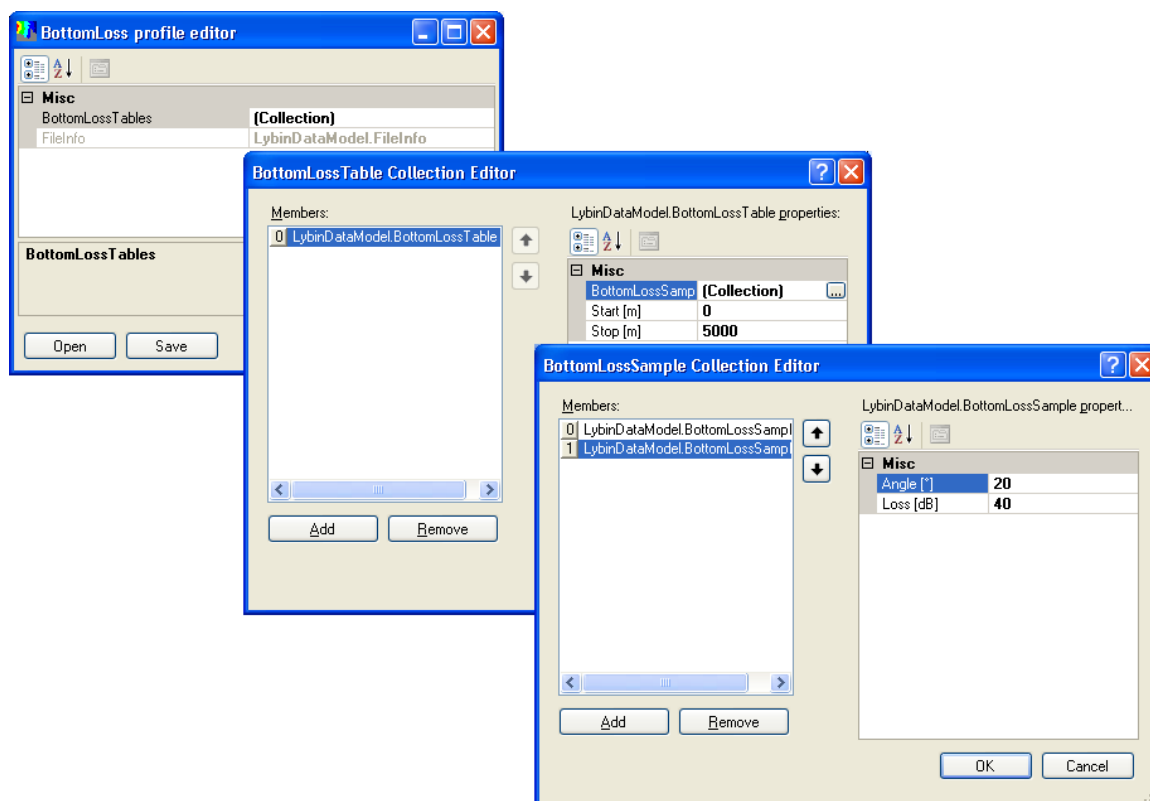 BottomLoss profile editor
Misc
BottomLossTables (Collection)
FileInfo LybinDataModel.FileInfo
BottomLossTables
Open Save
BottomLossTable Collection Editor
Members:
0 LybinDataModel.BottomLossTable
Add Remove
LybinDataModel.BottomLossTable properties:
Misc
BottomLossSamp (Collection) ...
Start [m] 0
Stop [m] 5000
BottomLossSample Collection Editor
Members:
0 LybinDataModel.BottomLossSampl
1 LybinDataModel.BottomLossSampl
Add Remove
LybinDataModel.BottomLossSample propert...
Misc
Angle [°] 20
Loss [dB] 40
OK Cancel